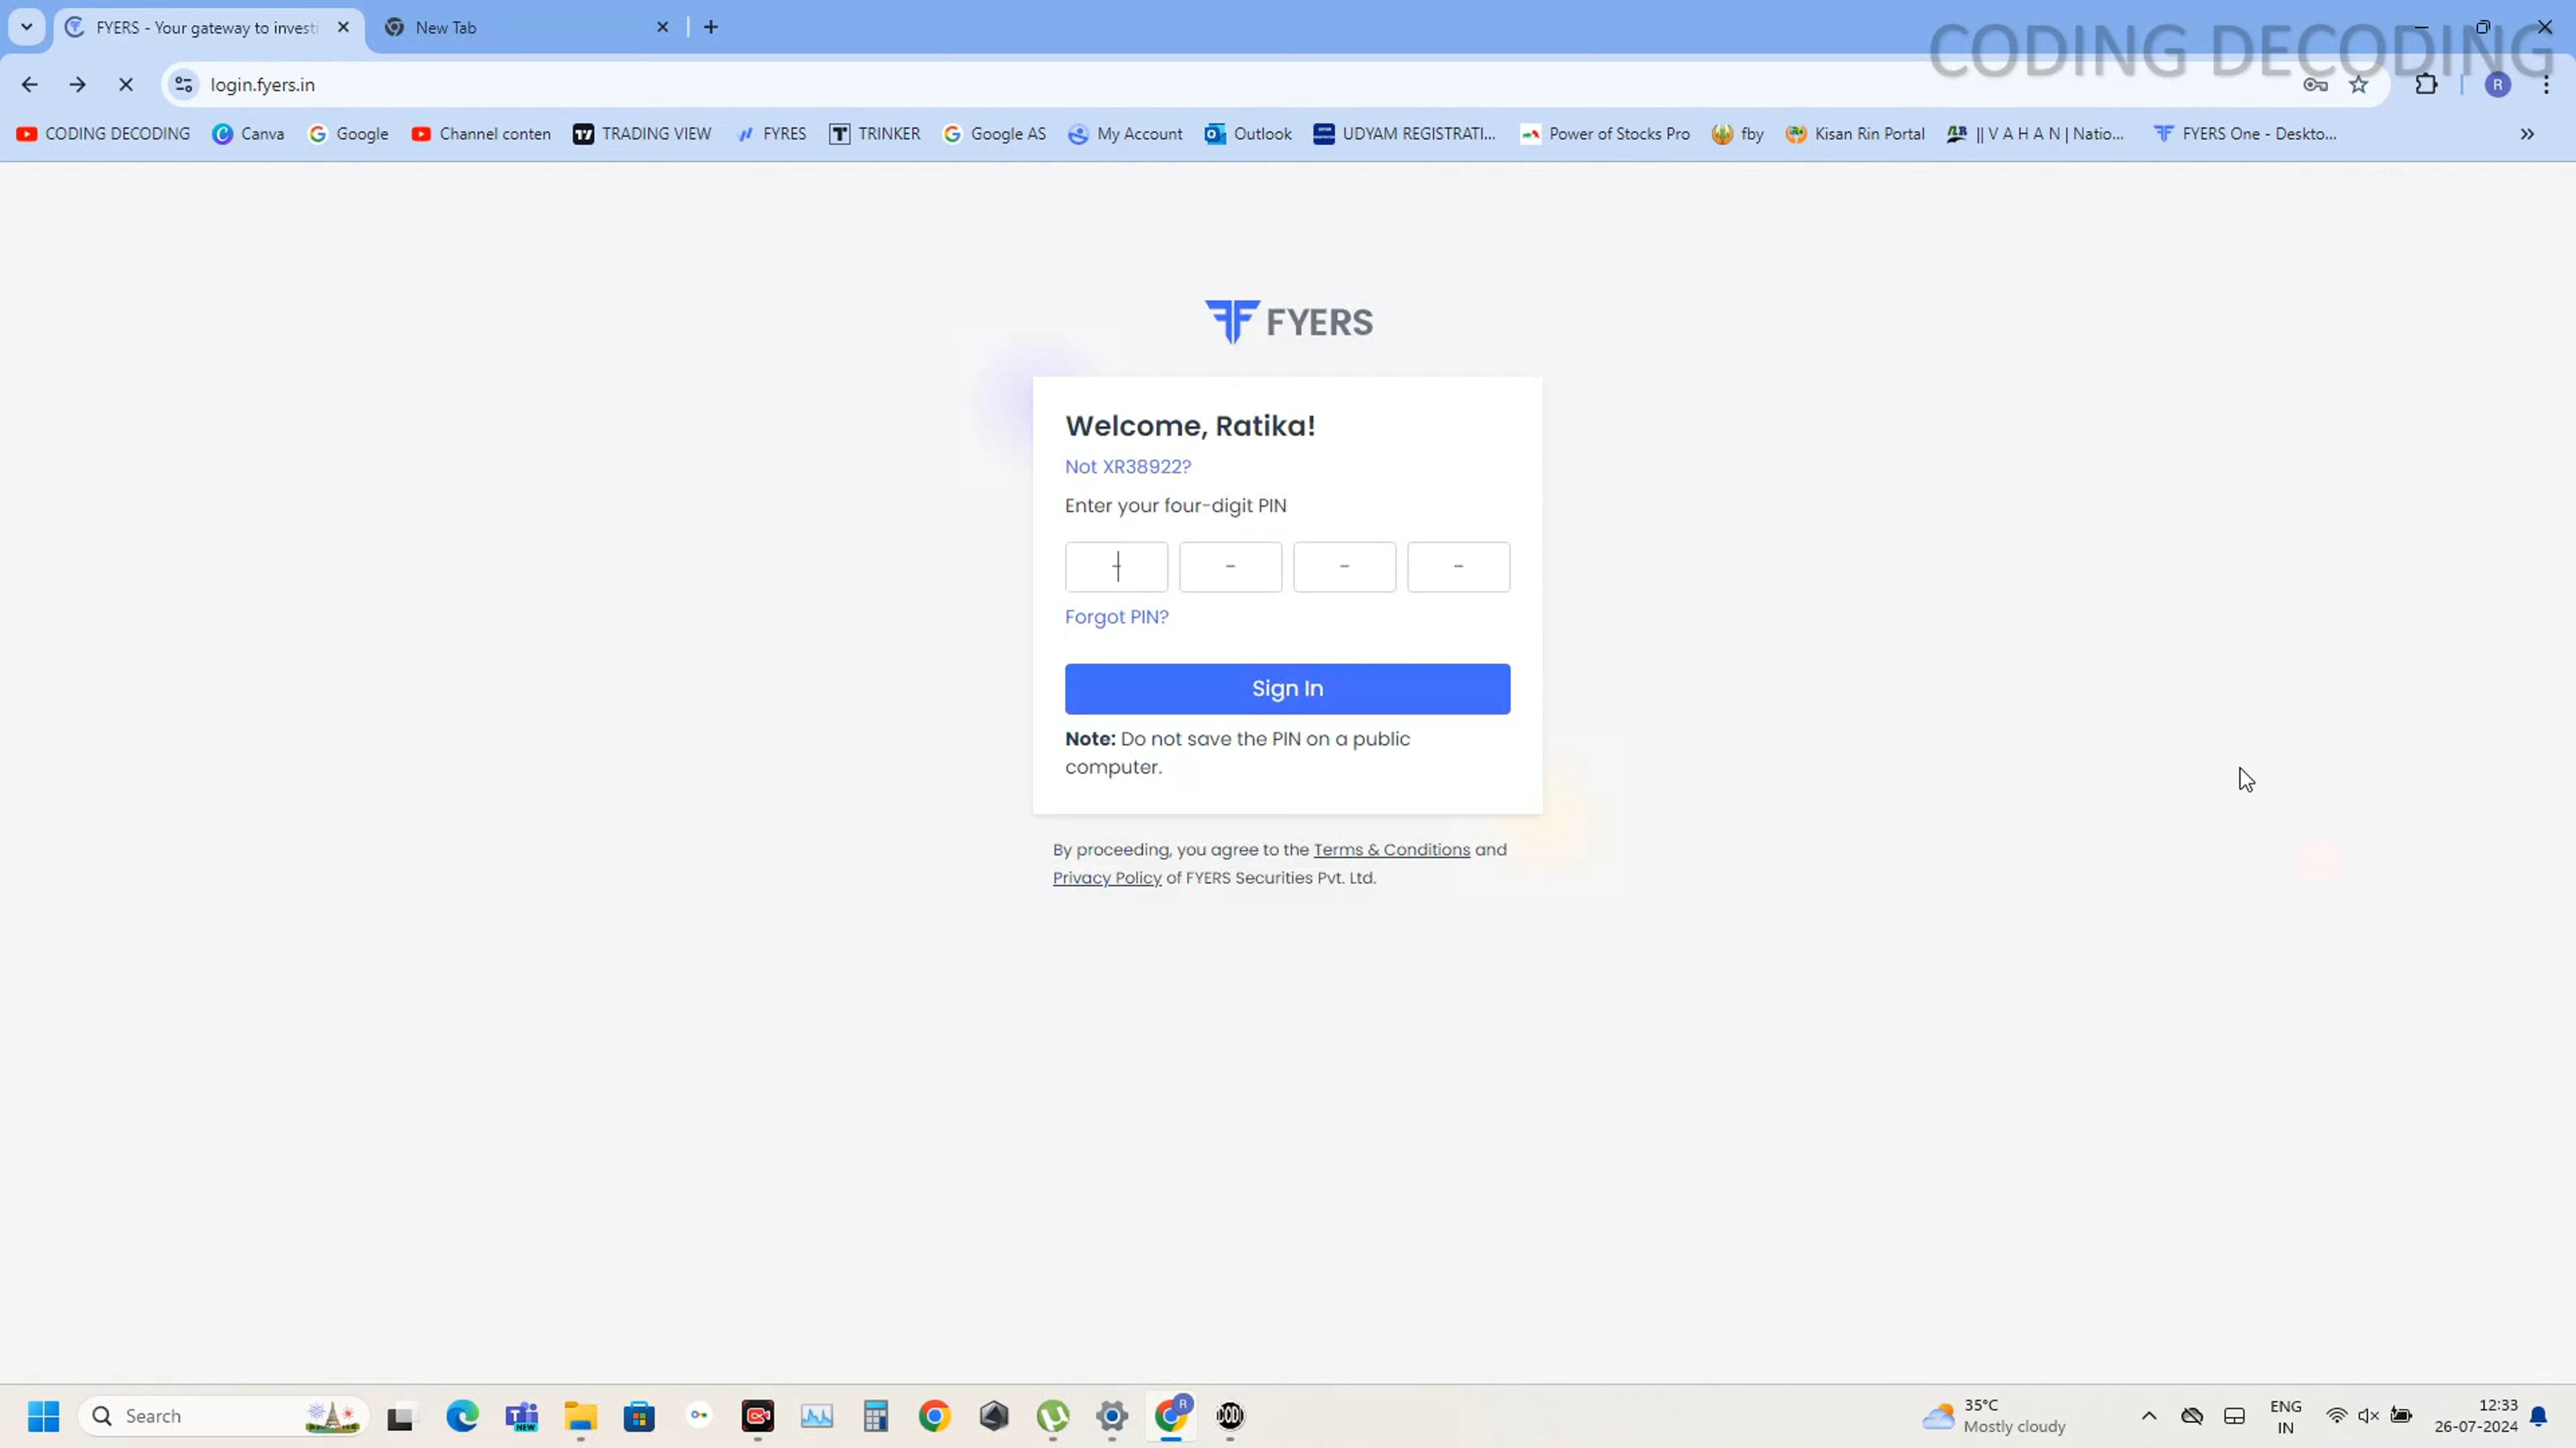 FYERS - Your gateway to investi
New Tab
CODING DECODING
login.fyers.in
R
CODING DECODING
Canva
Google
Channel conten
TRADING VIEW
FYRES
TRINKER
Google AS
My Account
Outlook
UDYAM REGISTRATI...
Power of Stocks Pro
fby
Kisan Rin Portal
|| V A H A N | Natio...
FYERS One - Deskto...
FYERS
Welcome, Ratika!
Not XR38922?
Enter your four-digit PIN
- - - -
Forgot PIN?
Sign In
Note: Do not save the PIN on a public
computer.
By proceeding, you agree to the Terms & Conditions and
Privacy Policy of FYERS Securities Pvt. Ltd.
Search
NEW
R
35°C
Mostly cloudy
ENG
IN
12:33
26-07-2024